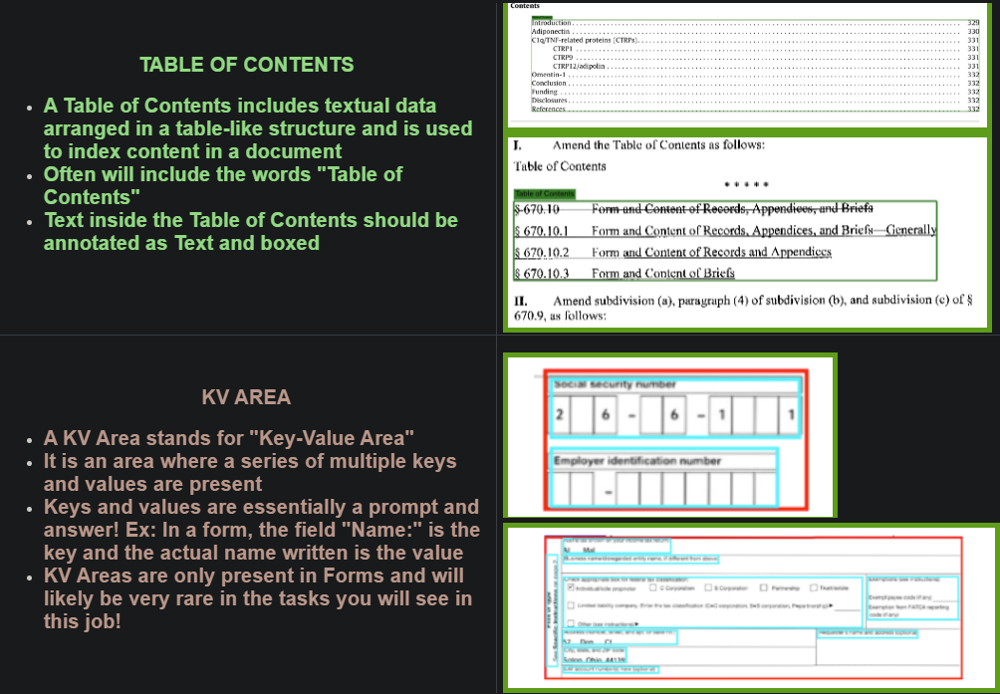 TABLE OF CONTENTS
• A Table of Contents includes textual data
arranged in a table-like structure and is used
to index content in a document
• Often will include the words "Table of
Contents"
• Text inside the Table of Contents should be
annotated as Text and boxed
Contents
Introduction 329
Adiponectin 330
C1q/TNF-related proteins (CTRPs) 331
CTRP1 331
CTRP9 331
CTRP12/adipolin 331
Omentin-1 332
Conclusion 332
Funding 332
Disclosures 332
References 332
I. Amend the Table of Contents as follows:
Table of Contents
* * * * *
Table of Contents
§ 670.10 Form and Content of Records, Appendices, and Briefs
§ 670.10.1 Form and Content of Records, Appendices, and Briefs—Generally
§ 670.10.2 Form and Content of Records and Appendices
§ 670.10.3 Form and Content of Briefs
II. Amend subdivision (a), paragraph (4) of subdivision (b), and subdivision (c) of §
670.9, as follows:
KV AREA
• A KV Area stands for "Key-Value Area"
• It is an area where a series of multiple keys
and values are present
• Keys and values are essentially a prompt and
answer! Ex: In a form, the field "Name:" is the
key and the actual name written is the value
• KV Areas are only present in Forms and will
likely be very rare in the tasks you will see in
this job!
Social security number
2 6 – 6 – 1 1
Employer identification number
–
C Corporation S Corporation Partnership Trust/estate
Solon, Ohio, 44139